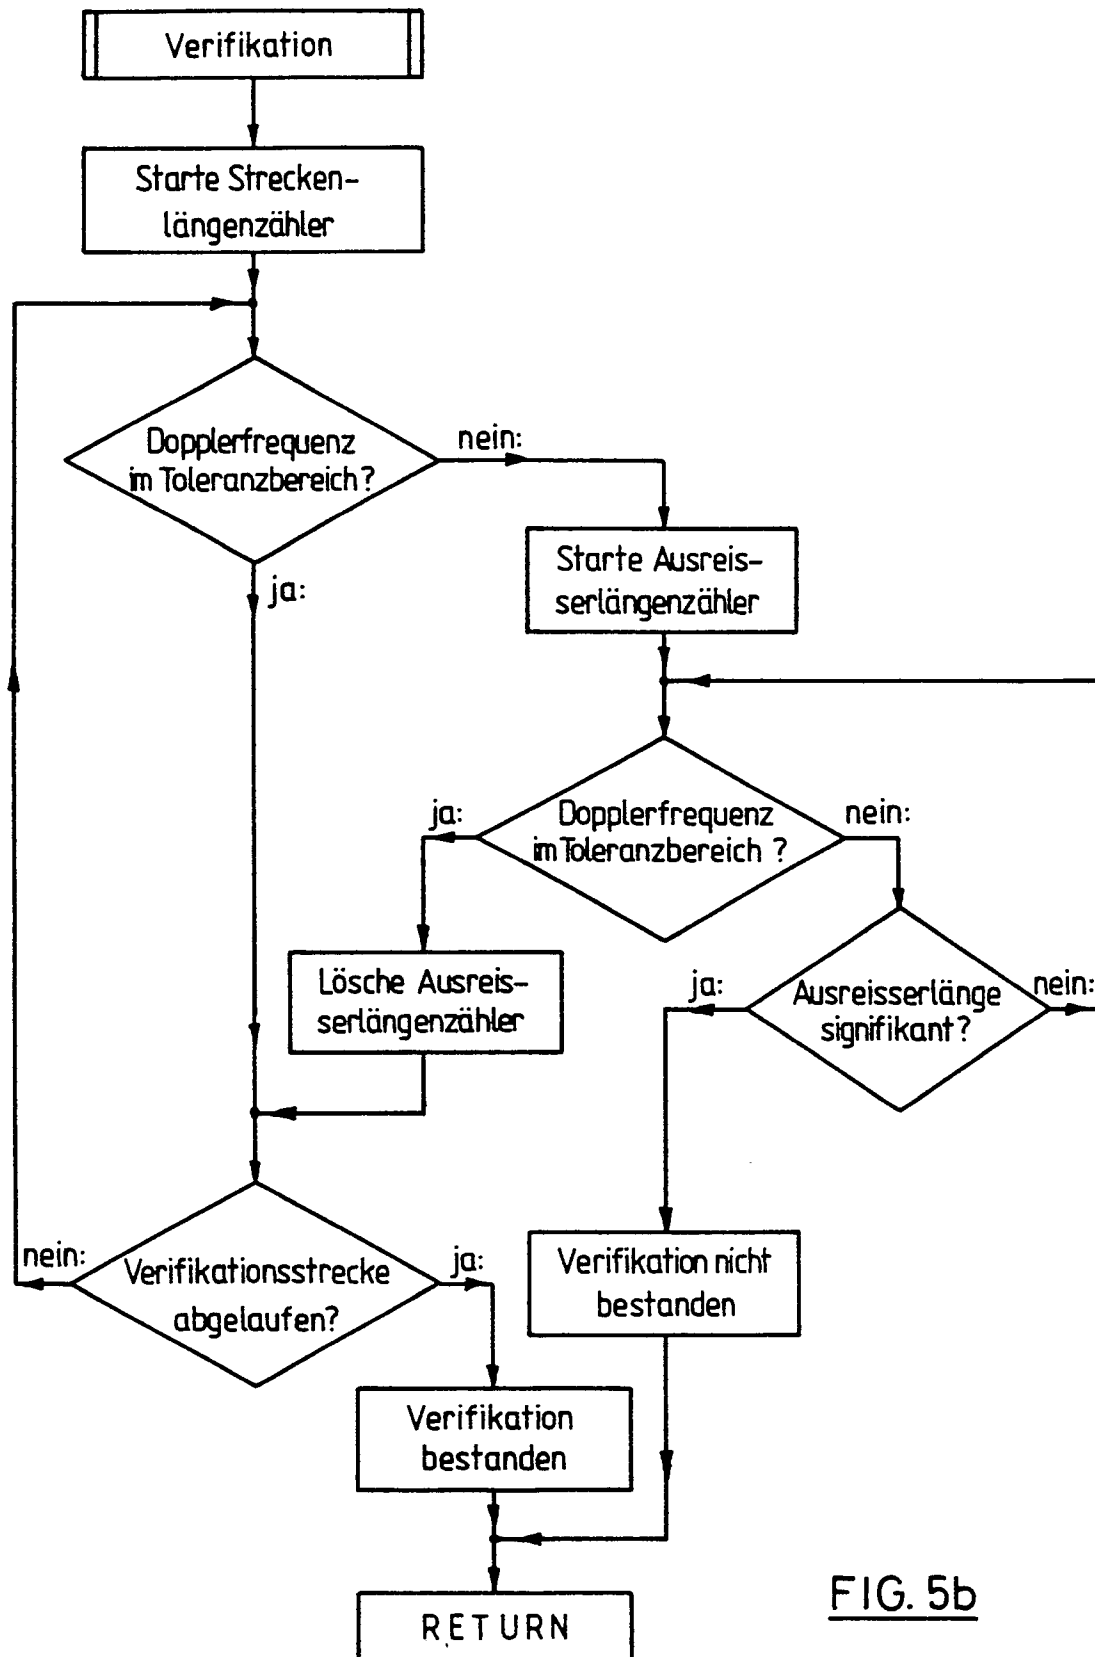 Verifikation
Starte Strecken-
längenzähler
Dopplerfrequenz
im Toleranzbereich?
nein:
ja:
Starte Ausreis-
serlängenzähler
Dopplerfrequenz
im Toleranzbereich ?
ja:
nein:
Lösche Ausreis-
serlängenzähler
Ausreisserlänge
signifikant?
ja:
nein:
Verifikationsstrecke
abgelaufen?
nein:
ja:
Verifikation nicht
bestanden
Verifikation
bestanden
RETURN
FIG. 5b